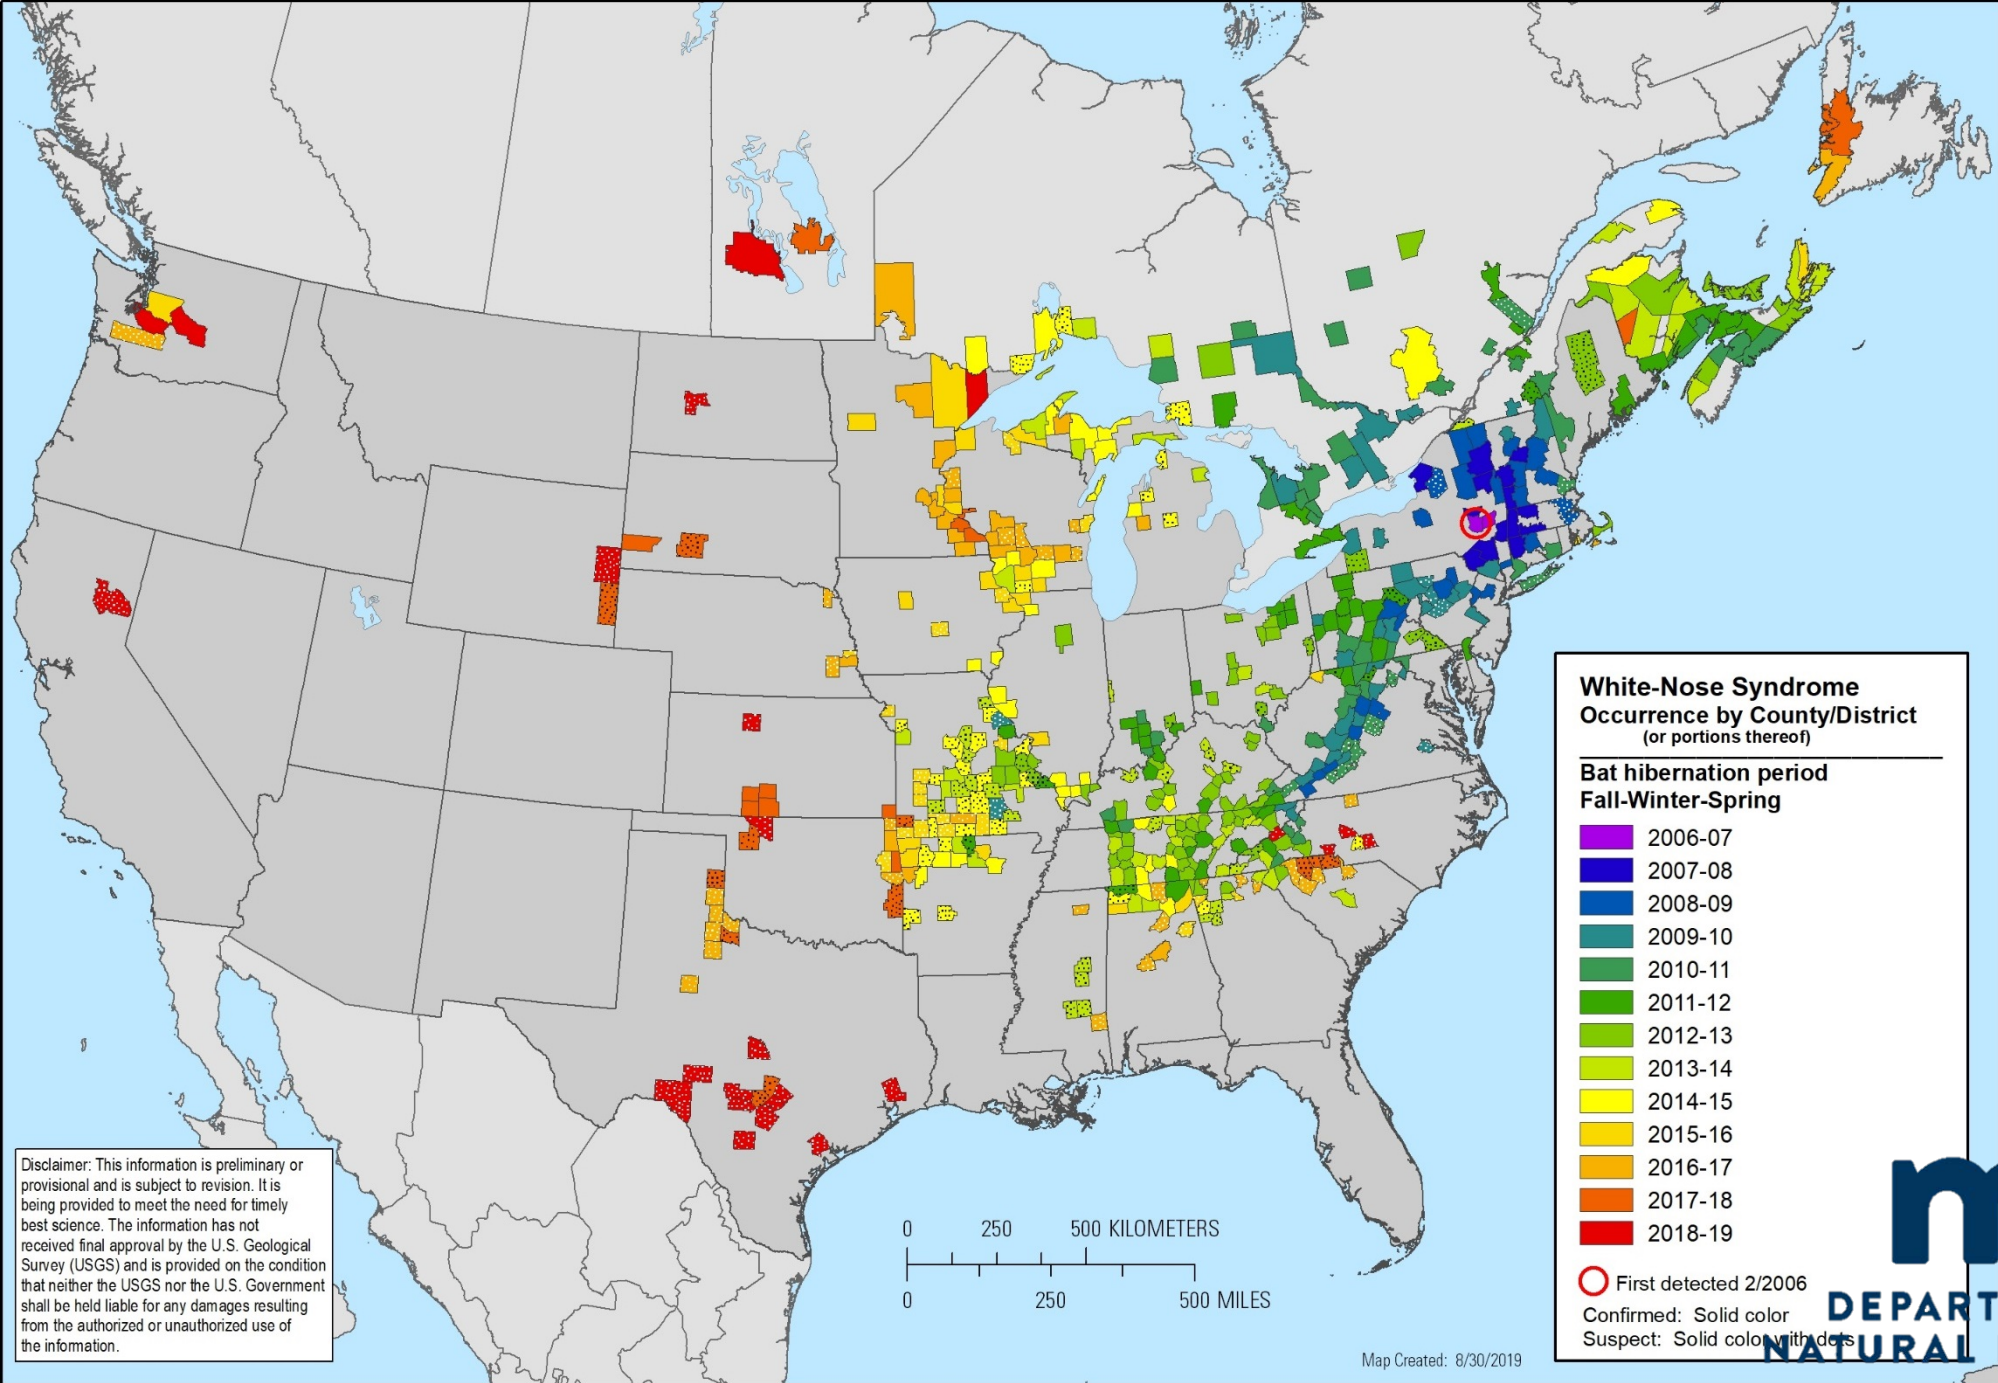 White-Nose Syndrome
Occurrence by County/District
(or portions thereof)
Bat hibernation period
Fall-Winter-Spring
2006-07
2007-08
2008-09
2009-10
2010-11
2011-12
2012-13
2013-14
2014-15
2015-16
2016-17
2017-18
2018-19
First detected 2/2006
Confirmed: Solid color
Suspect: Solid color with dots
DEPART
NATURAL
Disclaimer: This information is preliminary or
provisional and is subject to revision. It is
being provided to meet the need for timely
best science. The information has not
received final approval by the U.S. Geological
Survey (USGS) and is provided on the condition
that neither the USGS nor the U.S. Government
shall be held liable for any damages resulting
from the authorized or unauthorized use of
the information.
0 250 500 KILOMETERS
0 250 500 MILES
Map Created: 8/30/2019